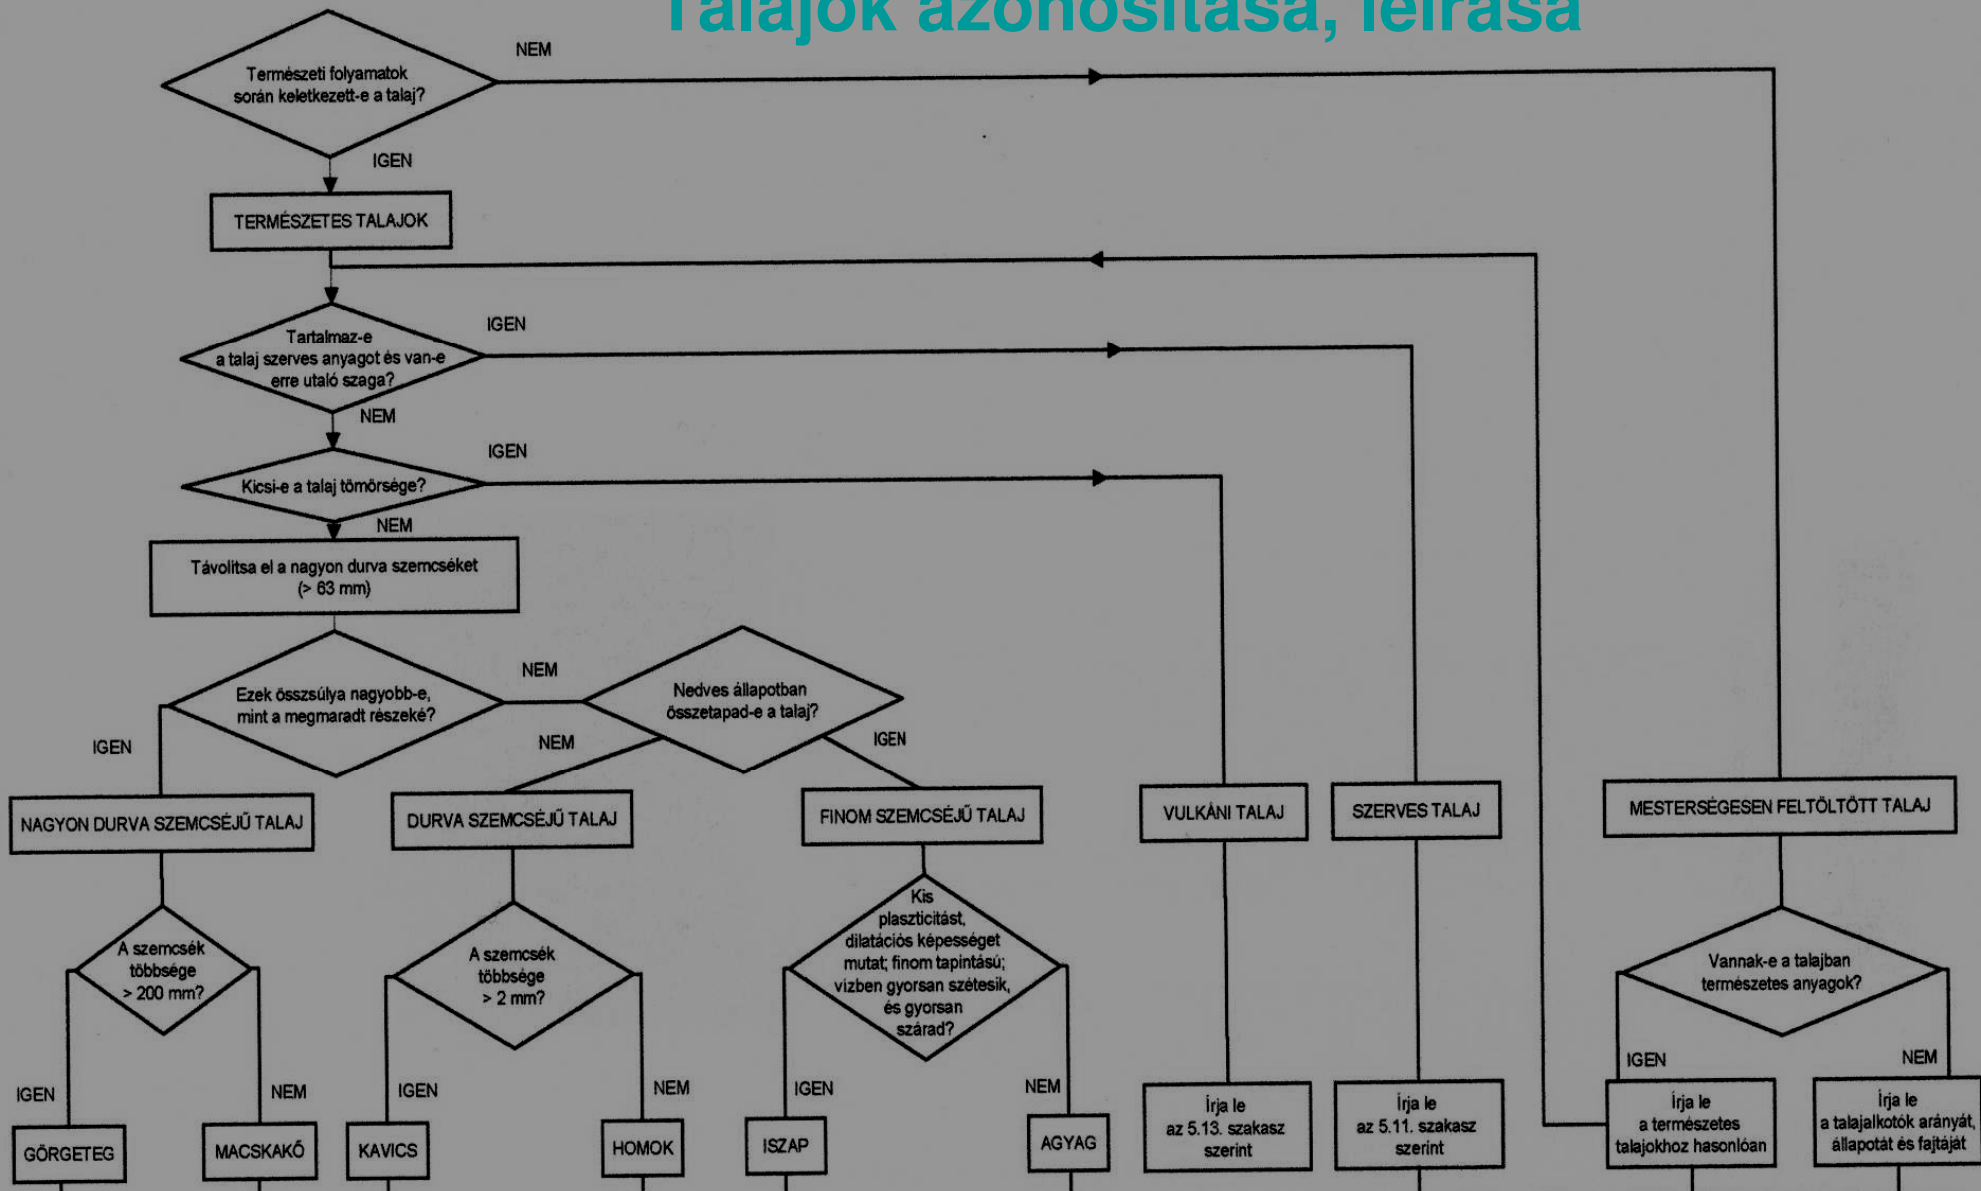 Talajok azonosítása, leírása
NEM
Természeti folyamatok
során keletkezett-e a talaj?
IGEN
TERMÉSZETES TALAJOK
IGEN
Tartalmaz-e
a talaj szerves anyagot és van-e
erre utaló szaga?
NEM
IGEN
Kicsi-e a talaj tömörsége?
NEM
Távolitsa el a nagyon durva szemcséket
(> 63 mm)
NEM
Ezek összsúlya nagyobb-e,
mint a megmaradt részeké?
Nedves állapotban
összetapad-e a talaj?
IGEN
NEM
IGEN
NAGYON DURVA SZEMCSÉJŰ TALAJ
DURVA SZEMCSÉJŰ TALAJ
FINOM SZEMCSÉJŰ TALAJ
VULKÁNI TALAJ
SZERVES TALAJ
MESTERSÉGESEN FELTÖLTÖTT TALAJ
A szemcsék
többsége
> 200 mm?
A szemcsék
többsége
> 2 mm?
Kis
plaszticitást,
dilatációs képességet
mutat; finom tapintású;
vízben gyorsan szétesik,
és gyorsan
szárad?
Vannak-e a talajban
természetes anyagok?
IGEN
NEM
IGEN
NEM
IGEN
NEM
IGEN
NEM
GÖRGETEG
MACSKAKŐ
KAVICS
HOMOK
ISZAP
AGYAG
Írja le
az 5.13. szakasz
szerint
Írja le
az 5.11. szakasz
szerint
Írja le
a természetes
talajokhoz hasonlóan
Írja le
a talajalkotók arányát,
állapotát és fajtáját